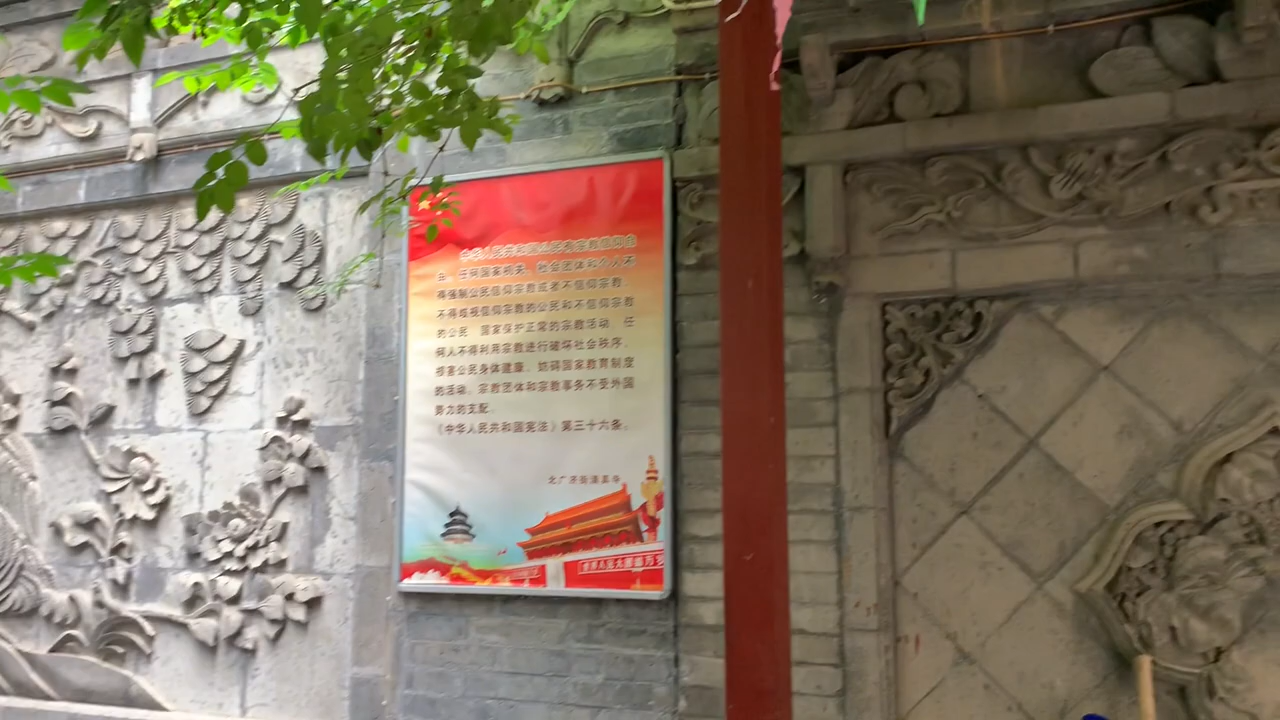 中华人民共和国公民有宗教信仰自
由。任何国家机关、社会团体和个人不
得强制公民信仰宗教或者不信仰宗教，
不得歧视信仰宗教的公民和不信仰宗教
的公民。国家保护正常的宗教活动。任
何人不得利用宗教进行破坏社会秩序、
损害公民身体健康、妨碍国家教育制度
的活动。宗教团体和宗教事务不受外国
势力的支配。
《中华人民共和国宪法》第三十六条。
北广济街清真寺
世界人民大团结万岁